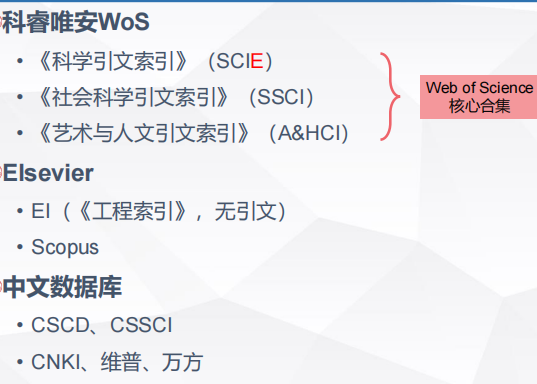 科睿唯安WoS
• 《科学引文索引》（SCIE）
• 《社会科学引文索引》（SSCI）
• 《艺术与人文引文索引》（A&HCI）
Web of Science
核心合集
Elsevier
• EI（《工程索引》，无引文）
• Scopus
中文数据库
• CSCD、CSSCI
• CNKI、维普、万方